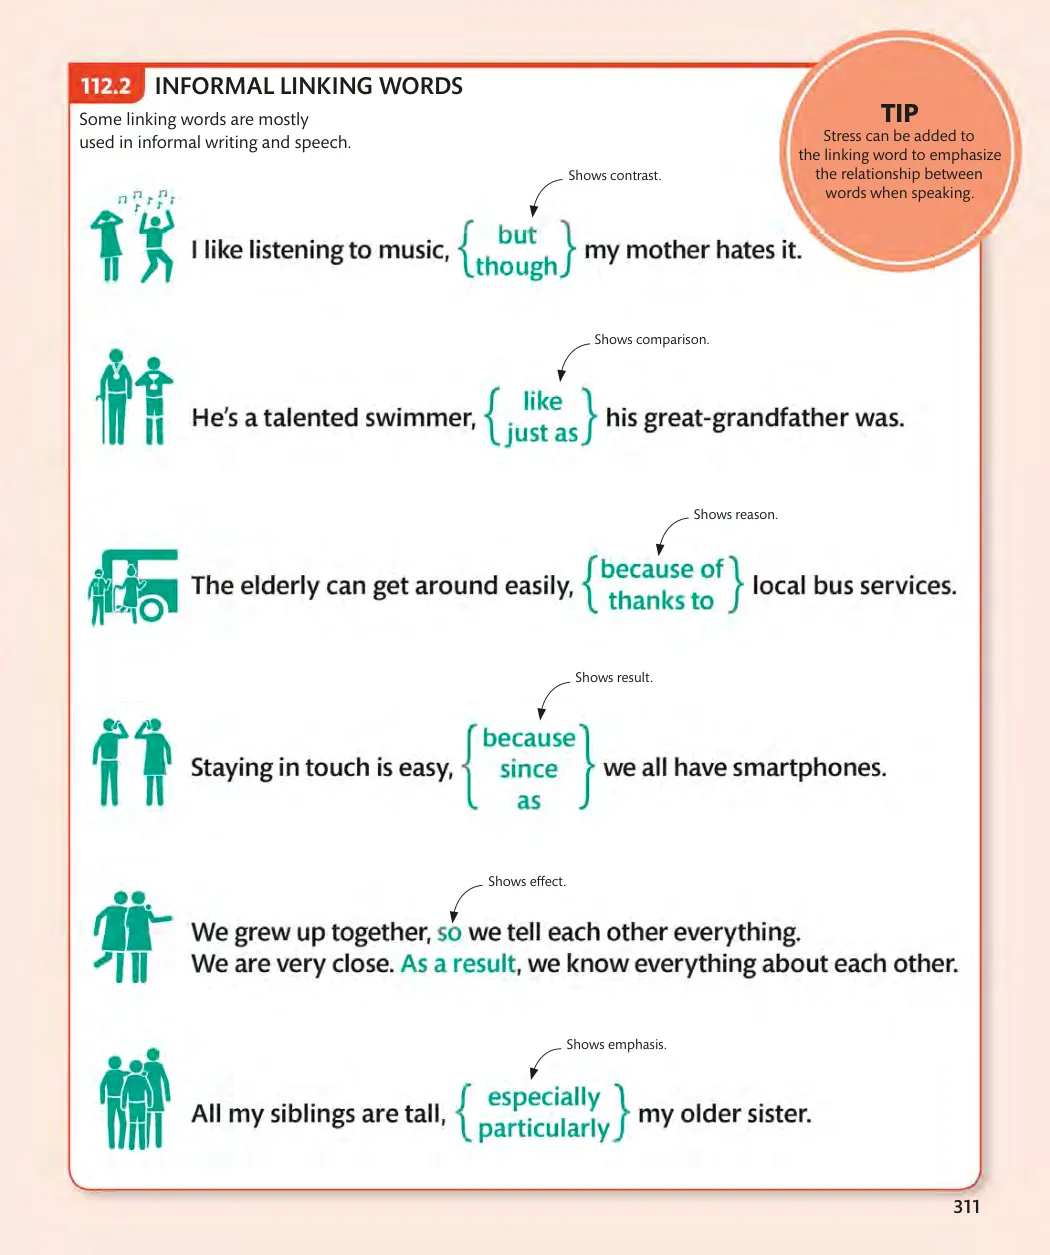 112.2 INFORMAL LINKING WORDS
Some linking words are mostly
used in informal writing and speech.
TIP
Stress can be added to
the linking word to emphasize
the relationship between
words when speaking.
Shows contrast.
but
I like listening to music, { } my mother hates it.
though
Shows comparison.
like
He's a talented swimmer, { } his great-grandfather was.
just as
Shows reason.
because of
The elderly can get around easily, { } local bus services.
thanks to
Shows result.
because
Staying in touch is easy, { since } we all have smartphones.
as
Shows effect.
We grew up together, so we tell each other everything.
We are very close. As a result, we know everything about each other.
Shows emphasis.
especially
All my siblings are tall, { } my older sister.
particularly
311